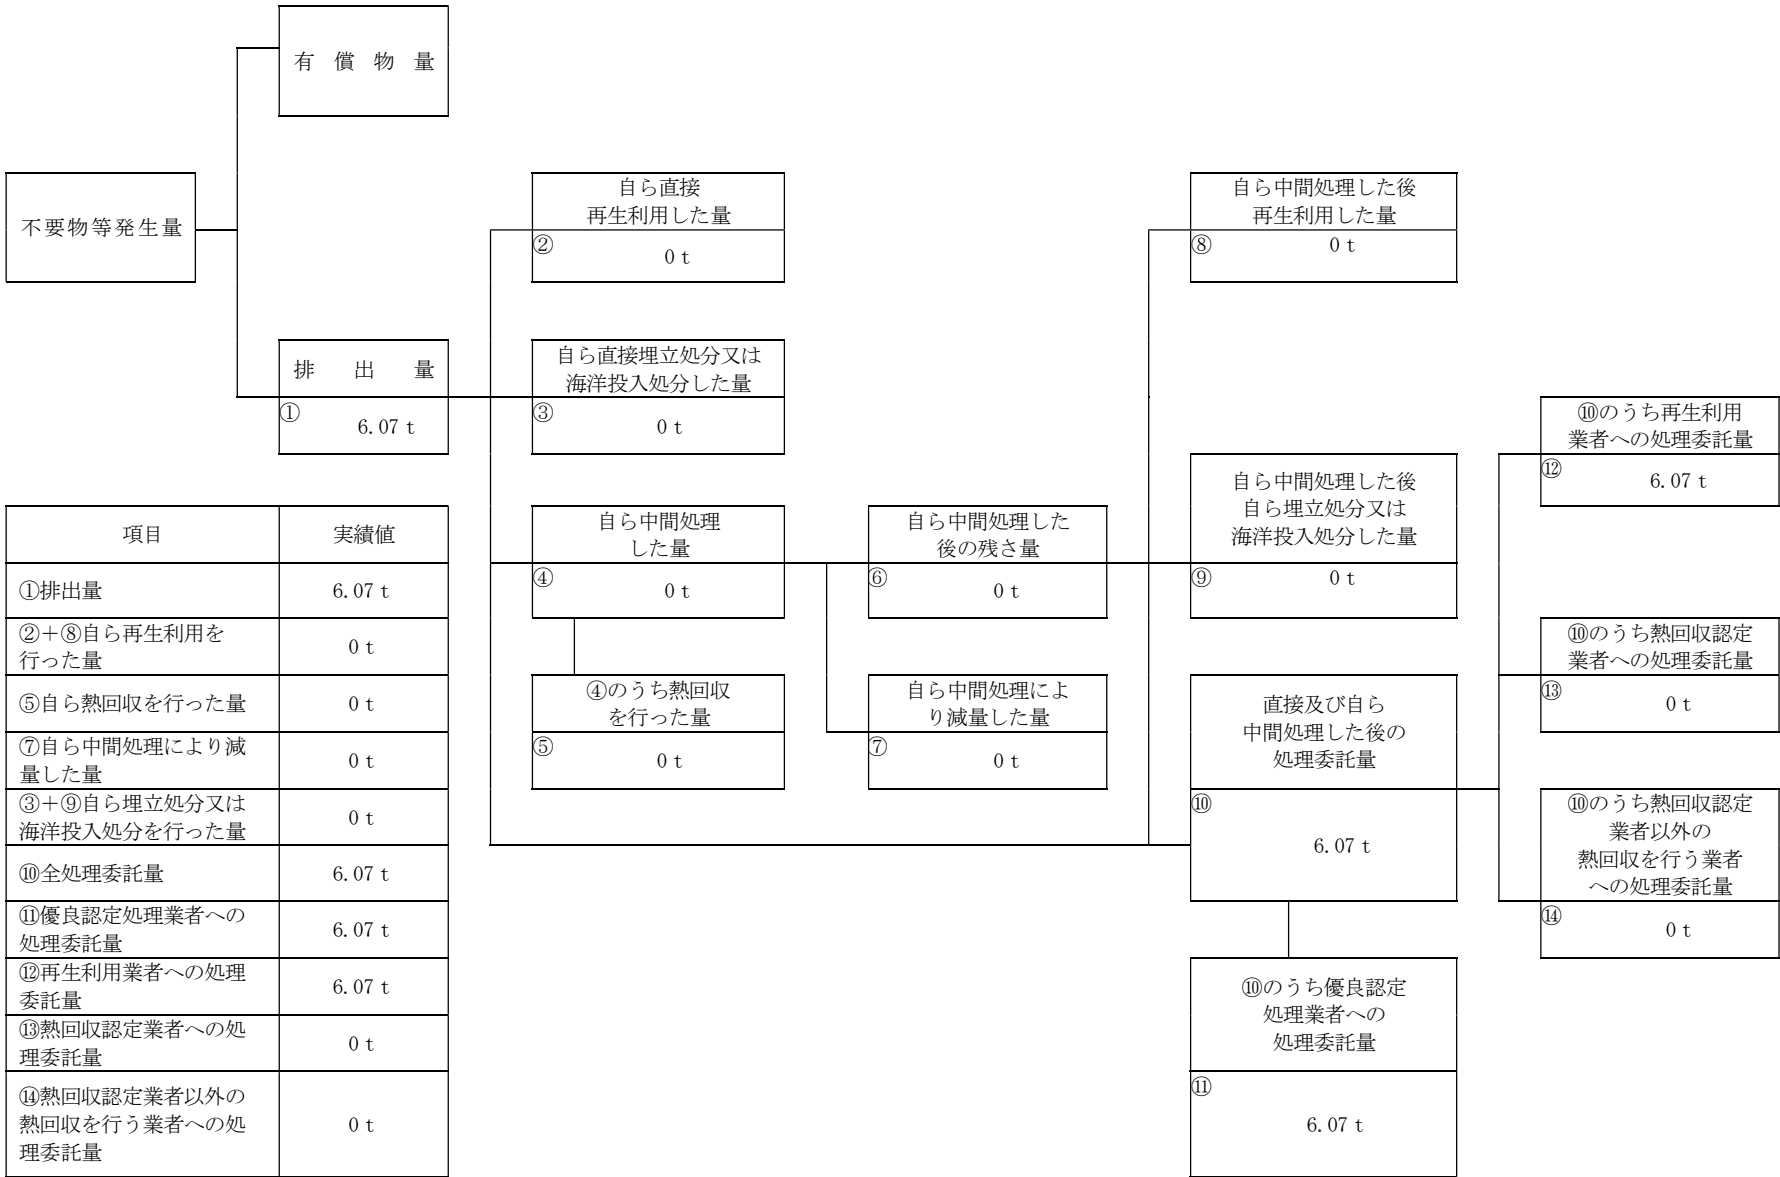 有償物量
不要物等発生量
排出量
①
6.07 t
自ら直接
再生利用した量
②
0 t
自ら直接埋立処分又は
海洋投入処分した量
③
0 t
自ら中間処理
した量
④
0 t
④のうち熱回収
を行った量
⑤
0 t
自ら中間処理した
後の残さ量
⑥
0 t
自ら中間処理によ
り減量した量
⑦
0 t
自ら中間処理した後
再生利用した量
⑧
0 t
自ら中間処理した後
自ら埋立処分又は
海洋投入処分した量
⑨
0 t
直接及び自ら
中間処理した後の
処理委託量
⑩
6.07 t
⑩のうち優良認定
処理業者への
処理委託量
⑪
6.07 t
⑩のうち再生利用
業者への処理委託量
⑫
6.07 t
⑩のうち熱回収認定
業者への処理委託量
⑬
0 t
⑩のうち熱回収認定
業者以外の
熱回収を行う業者
への処理委託量
⑭
0 t
項目
実績値
①排出量
6.07 t
②＋⑧自ら再生利用を
行った量
0 t
⑤自ら熱回収を行った量
0 t
⑦自ら中間処理により減
量した量
0 t
③＋⑨自ら埋立処分又は
海洋投入処分を行った量
0 t
⑩全処理委託量
6.07 t
⑪優良認定処理業者への
処理委託量
6.07 t
⑫再生利用業者への処理
委託量
6.07 t
⑬熱回収認定業者への処
理委託量
0 t
⑭熱回収認定業者以外の
熱回収を行う業者への処
理委託量
0 t